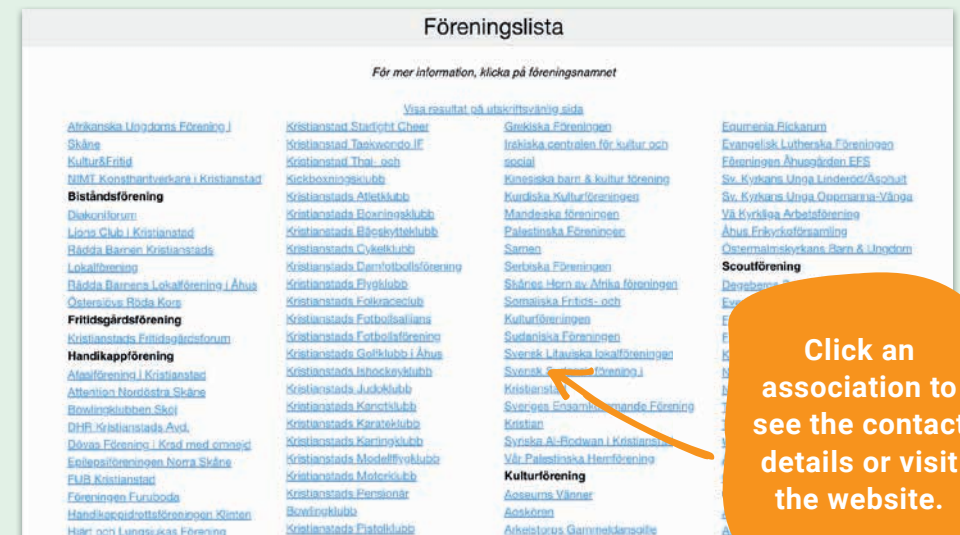 Föreningslista
För mer information, klicka på föreningsnamnet
Visa resultat på utskriftsvänlig sida
Afrikanska Ungdoms Förening i
Skåne
Kultur&Fritid
NIMT Konsthantverkare i Kristianstad
Biståndsförening
Diakoniforum
Lions Club i Kristianstad
Rädda Barnen Kristianstads
Lokalförening
Rädda Barnens Lokalförening i Åhus
Östersjöus Röda Kors
Fritidsgårdsförening
Kristianstads Fritidsgårdsforum
Handikappförening
Afasiförening i Kristianstad
Attention Nordöstra Skåne
Bowlingklubben Skoj
DHR Kristianstads Avd.
Dövas Förening i Krsd med omnejd
Epilepsiföreningen Norra Skåne
FUB Kristianstad
Föreningen Furuboda
Handikappidrottsföreningen Klinten
Hjärt och Lungsjukas Förening
Kristianstad Starlight Cheer
Kristianstad Taekwondo IF
Kristianstad Thai- och
Kickboxningsklubb
Kristianstads Atletklubb
Kristianstads Boxningsklubb
Kristianstads Bågskytteklubb
Kristianstads Cykelklubb
Kristianstads Damfotbollsförening
Kristianstads Flygklubb
Kristianstads Folkraceclub
Kristianstads Fotbollsallians
Kristianstads Fotbollsförening
Kristianstads Golfklubb i Åhus
Kristianstads Ishockeyklubb
Kristianstads Judoklubb
Kristianstads Kanotklubb
Kristianstads Karateklubb
Kristianstads Kartingklubb
Kristianstads Modellflygklubb
Kristianstads Motorklubb
Kristianstads Pensionär
Bowlingklubb
Kristianstads Pistolklubb
Grekiska Föreningen
Irakiska centralen för kultur och
social
Kinesiska barn & kultur förening
Kurdiska Kulturföreningen
Mandeiska föreningen
Palestinska Föreningen
Samen
Serbiska Föreningen
Skånes Horn av Afrika föreningen
Somaliska Fritids- och
Kulturföreningen
Sudaniska Föreningen
Svensk Litauiska lokalföreningen
Svensk förening i
Kristianstad
Sveriges Ensamkommande Förening
Kristian
Syriska Al-Rodwan i Kristianstad
Vår Palestinska Hemförening
Kulturförening
Aoseums Vänner
Aoskören
Arkelstorps Gammeldansgille
Equmenia Rickarum
Evangelisk Lutherska Föreningen
Föreningen Åhusgården EFS
Sv. Kyrkans Unga Linderöd/Äsphult
Sv. Kyrkans Unga Oppmanna-Vånga
Vä Kyrkliga Arbetsförening
Åhus Frikyrkoförsamling
Östermalmskyrkans Barn & Ungdom
Scoutförening
Degeberga
Click an
association to
see the contact
details or visit
the website.